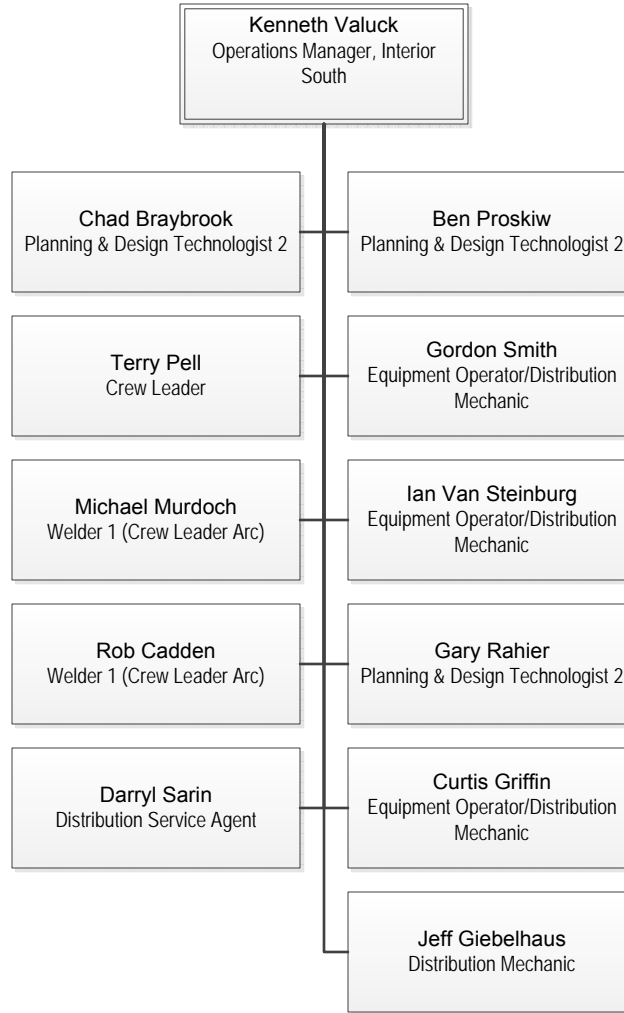 Kenneth Valuck
Operations Manager, Interior
South
Chad Braybrook
Planning & Design Technologist 2
Ben Proskiw
Planning & Design Technologist 2
Terry Pell
Crew Leader
Gordon Smith
Equipment Operator/Distribution
Mechanic
Michael Murdoch
Welder 1 (Crew Leader Arc)
Ian Van Steinburg
Equipment Operator/Distribution
Mechanic
Rob Cadden
Welder 1 (Crew Leader Arc)
Gary Rahier
Planning & Design Technologist 2
Darryl Sarin
Distribution Service Agent
Curtis Griffin
Equipment Operator/Distribution
Mechanic
Jeff Giebelhaus
Distribution Mechanic